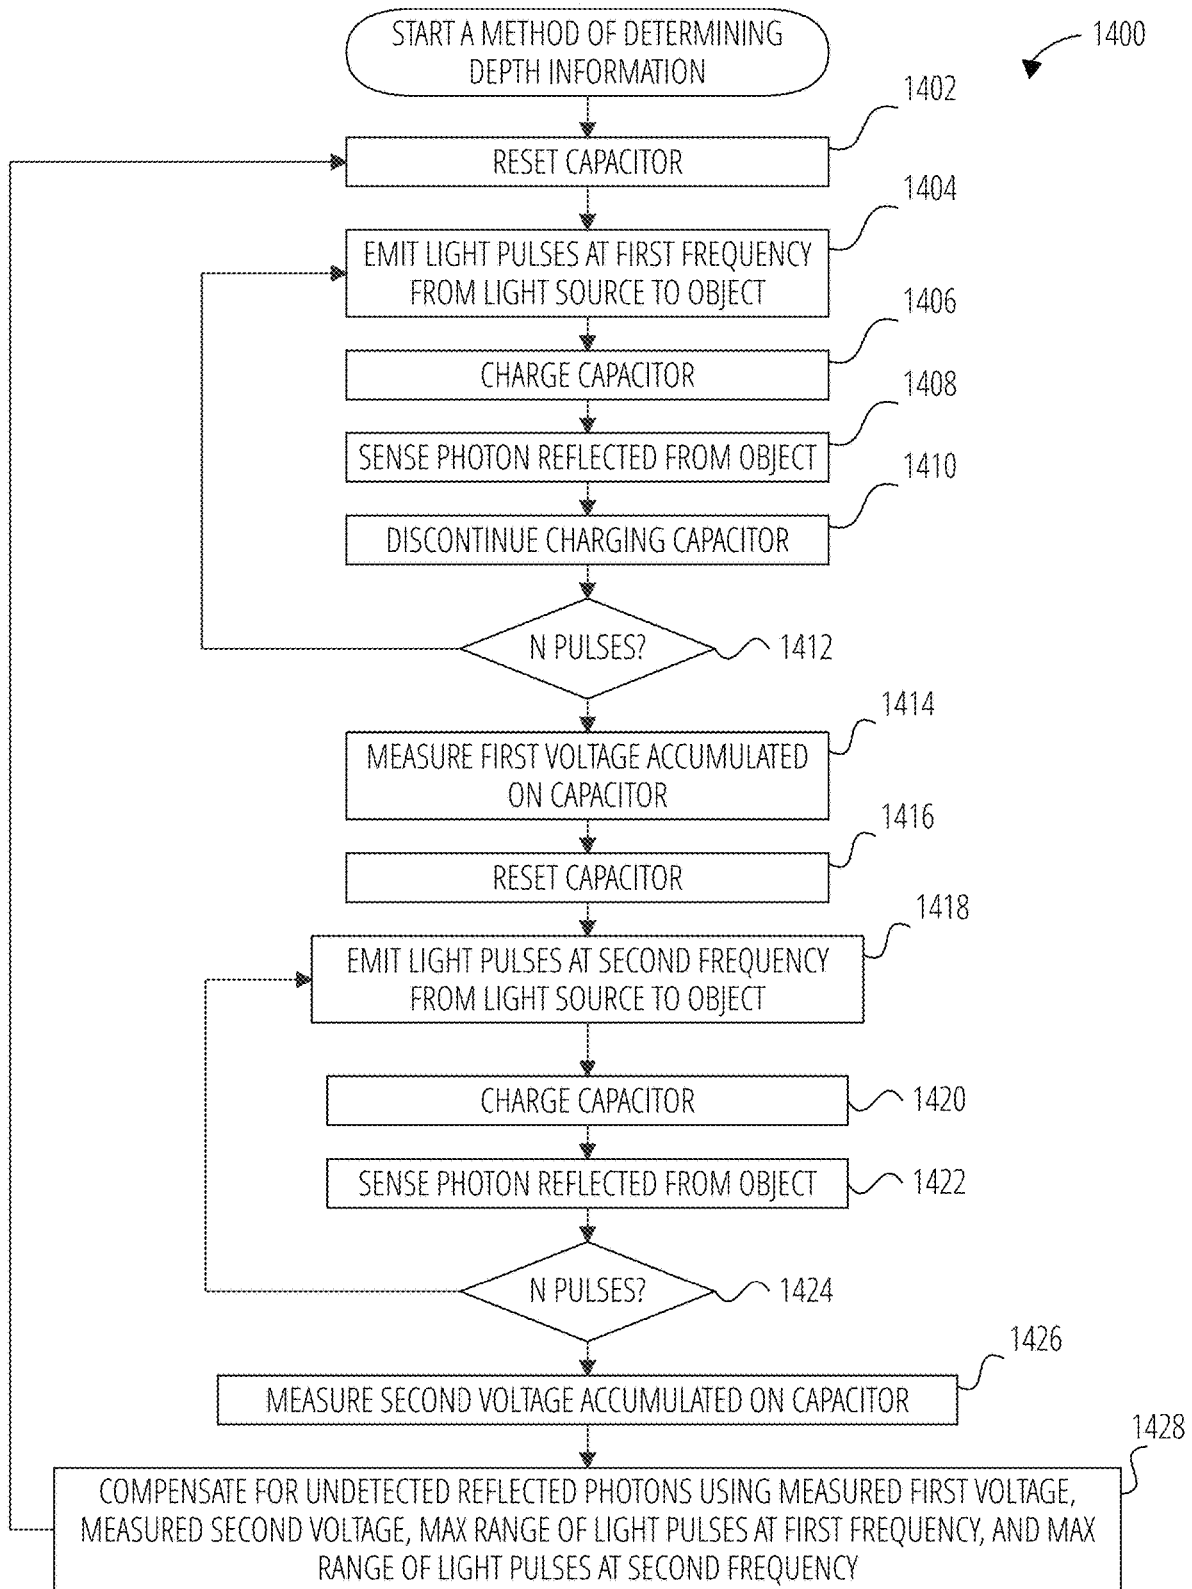 START A METHOD OF DETERMINING
DEPTH INFORMATION
1400
1402
RESET CAPACITOR
1404
EMIT LIGHT PULSES AT FIRST FREQUENCY
FROM LIGHT SOURCE TO OBJECT
1406
CHARGE CAPACITOR
1408
SENSE PHOTON REFLECTED FROM OBJECT
1410
DISCONTINUE CHARGING CAPACITOR
N PULSES?
1412
1414
MEASURE FIRST VOLTAGE ACCUMULATED
ON CAPACITOR
1416
RESET CAPACITOR
1418
EMIT LIGHT PULSES AT SECOND FREQUENCY
FROM LIGHT SOURCE TO OBJECT
CHARGE CAPACITOR
1420
SENSE PHOTON REFLECTED FROM OBJECT
1422
N PULSES?
1424
1426
MEASURE SECOND VOLTAGE ACCUMULATED ON CAPACITOR
1428
COMPENSATE FOR UNDETECTED REFLECTED PHOTONS USING MEASURED FIRST VOLTAGE,
MEASURED SECOND VOLTAGE, MAX RANGE OF LIGHT PULSES AT FIRST FREQUENCY, AND MAX
RANGE OF LIGHT PULSES AT SECOND FREQUENCY